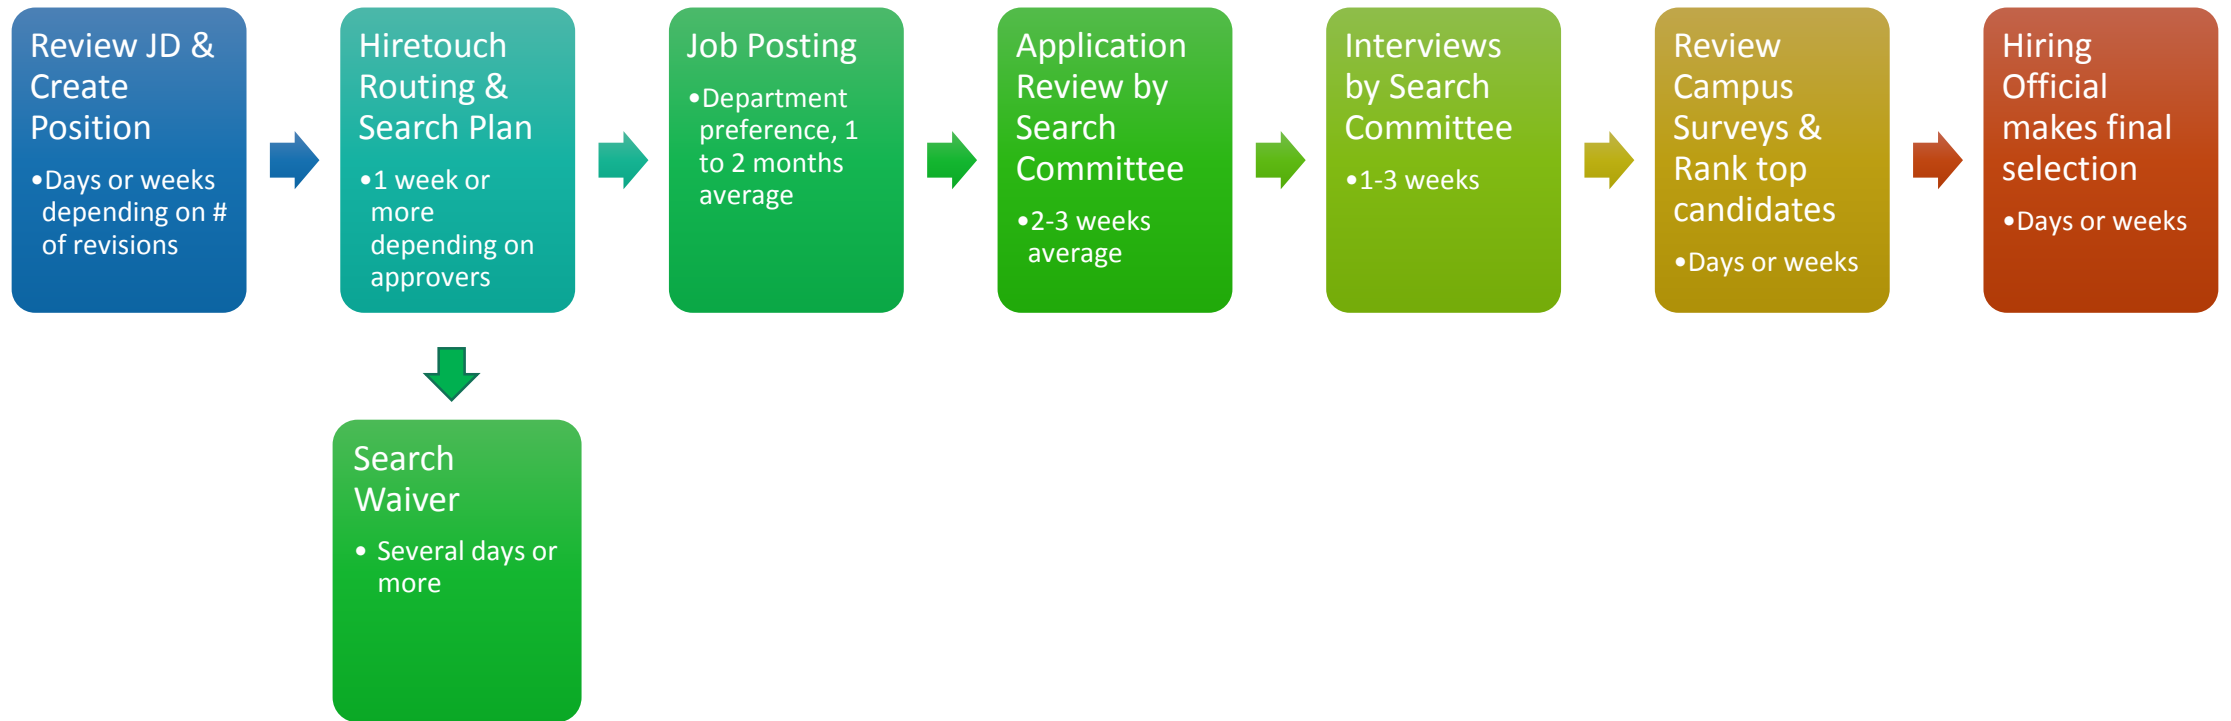 Review JD &
Create
Position
•Days or weeks
depending on #
of revisions
Hiretouch
Routing &
Search Plan
•1 week or
more
depending on
approvers
Job Posting
•Department
preference, 1
to 2 months
average
Application
Review by
Search
Committee
•2-3 weeks
average
Interviews
by Search
Committee
•1-3 weeks
Review
Campus
Surveys &
Rank top
candidates
•Days or weeks
Hiring
Official
makes final
selection
•Days or weeks
Search
Waiver
• Several days or
more